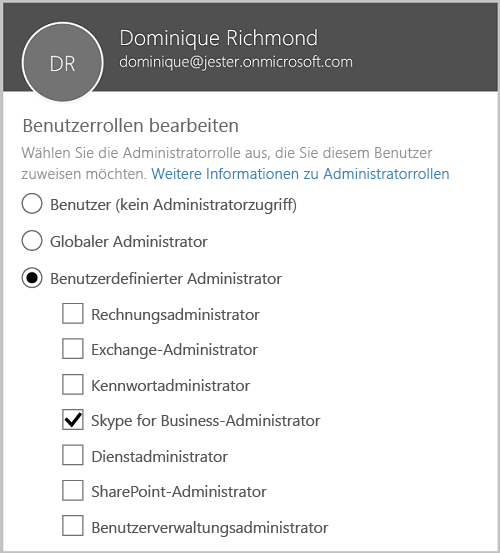 DR
Dominique Richmond
dominique@jester.onmicrosoft.com
Benutzerrollen bearbeiten
Wählen Sie die Administratorrolle aus, die Sie diesem Benutzer
zuweisen möchten. Weitere Informationen zu Administratorrollen
Benutzer (kein Administratorzugriff)
Globaler Administrator
Benutzerdefinierter Administrator
Rechnungsadministrator
Exchange-Administrator
Kennwortadministrator
Skype for Business-Administrator
Dienstadministrator
SharePoint-Administrator
Benutzerverwaltungsadministrator